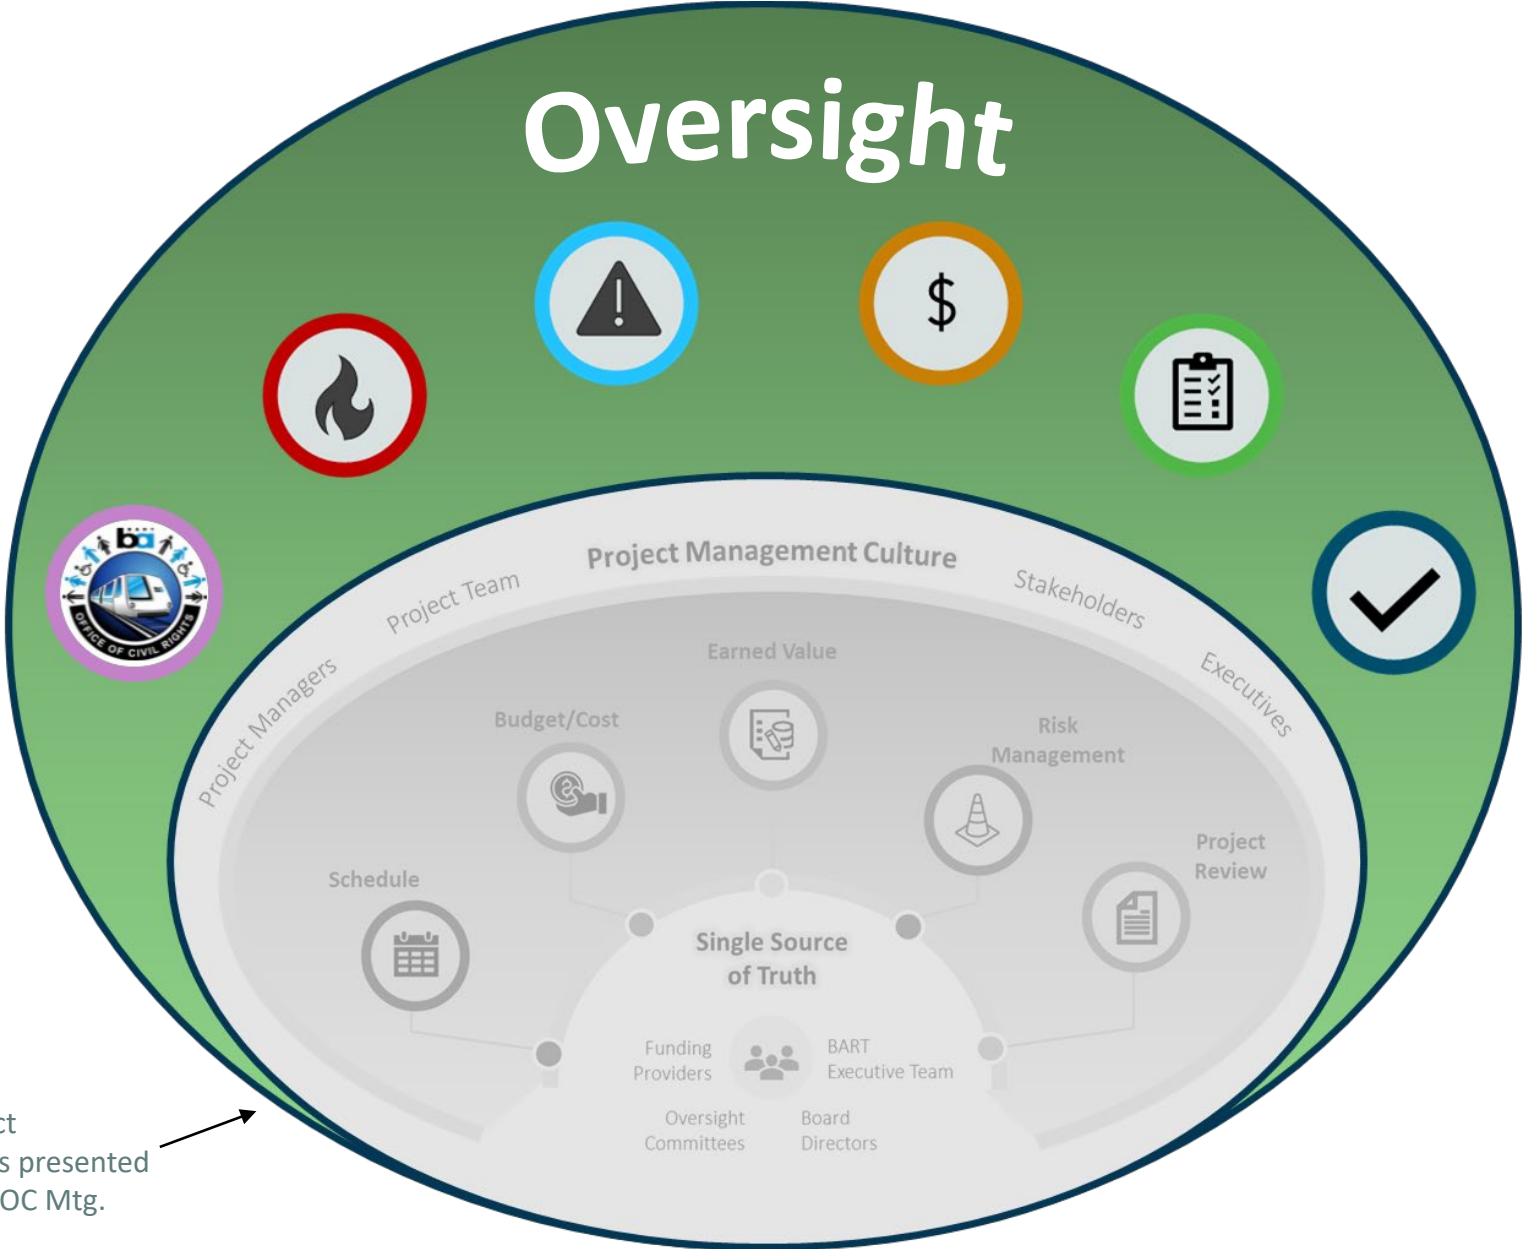 Oversight
$
ba
OFFICE OF CIVIL RIGHTS
Project Management Culture
Project Team
Stakeholders
Project Managers
Executives
Earned Value
Budget/Cost
Risk
Management
Project
Review
Schedule
Single Source
of Truth
Funding
Providers
BART
Executive Team
Oversight
Committees
Board
Directors
ct
s presented
OC Mtg.